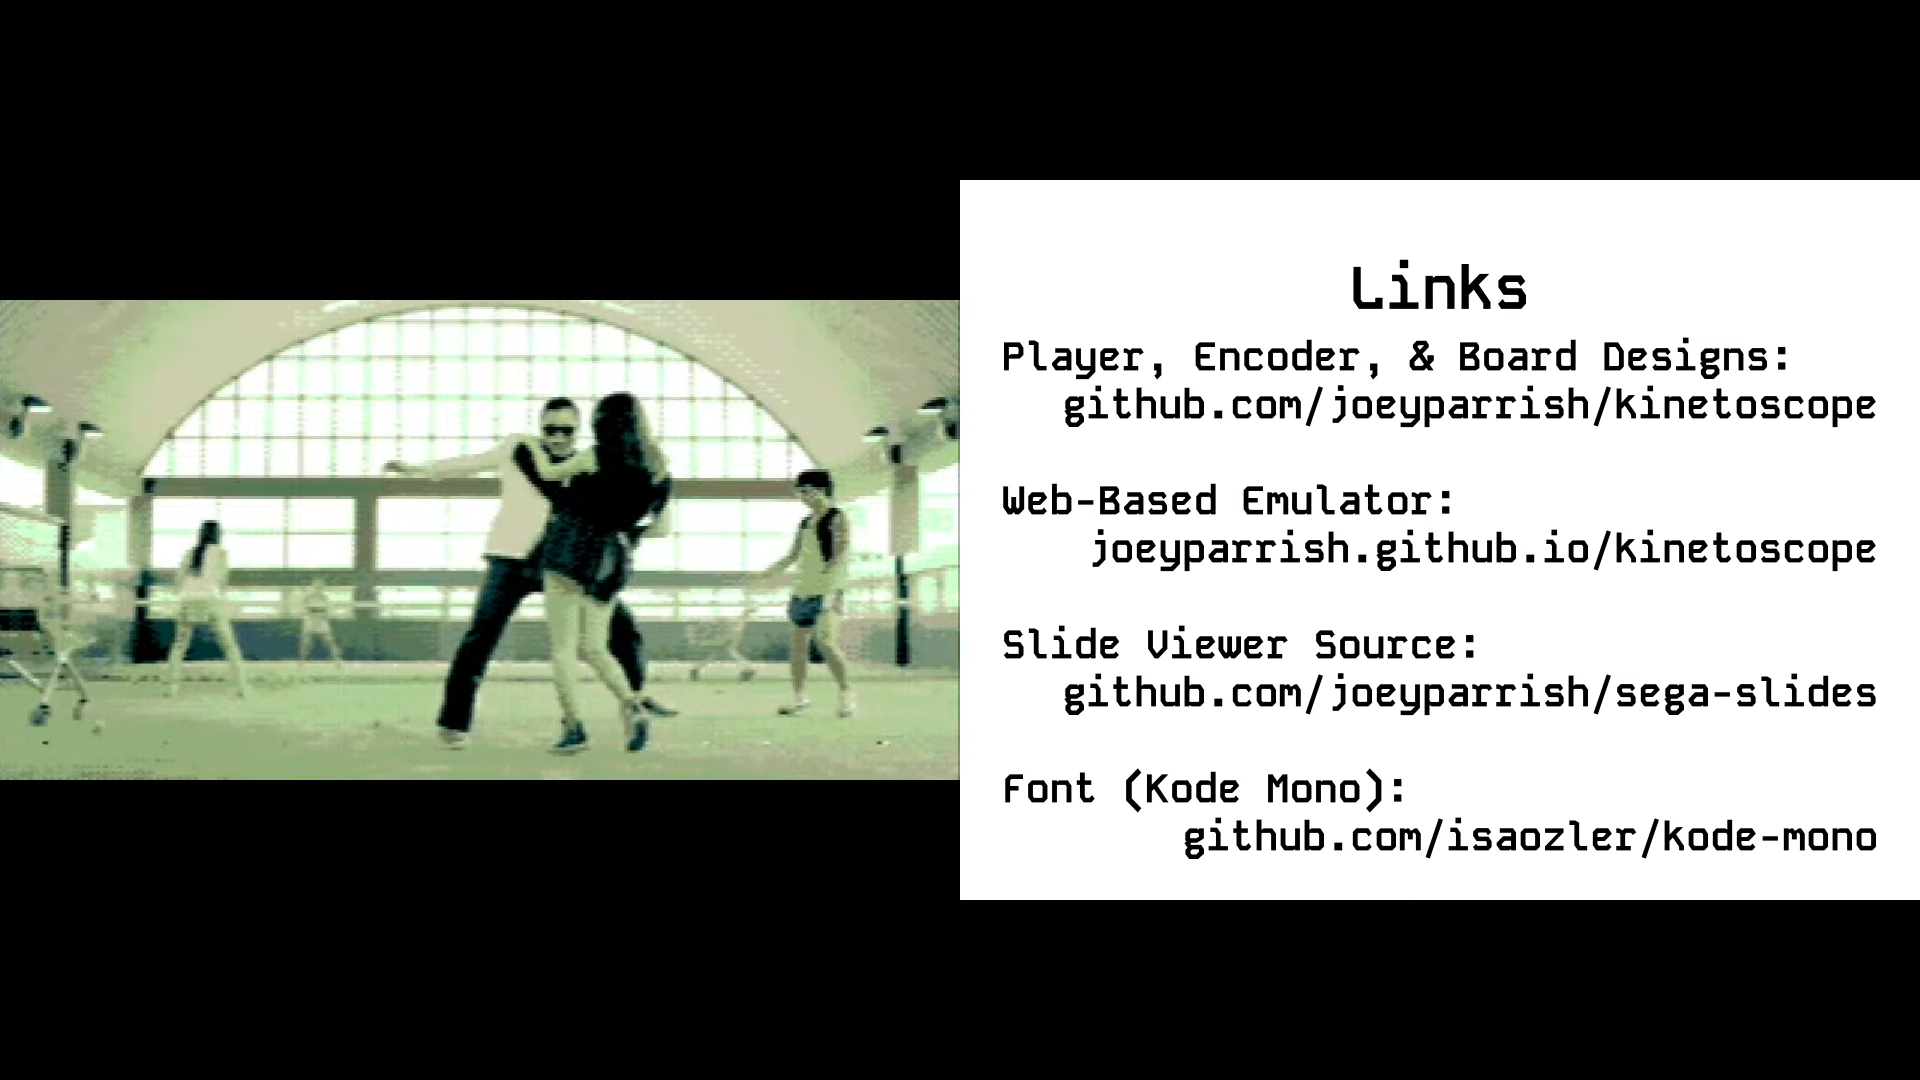 Links
Player, Encoder, & Board Designs:
github.com/joeyparrish/kinetoscope
Web-Based Emulator:
joeyparrish.github.io/kinetoscope
Slide Viewer Source:
github.com/joeyparrish/sega-slides
Font (Kode Mono):
github.com/isaozler/kode-mono